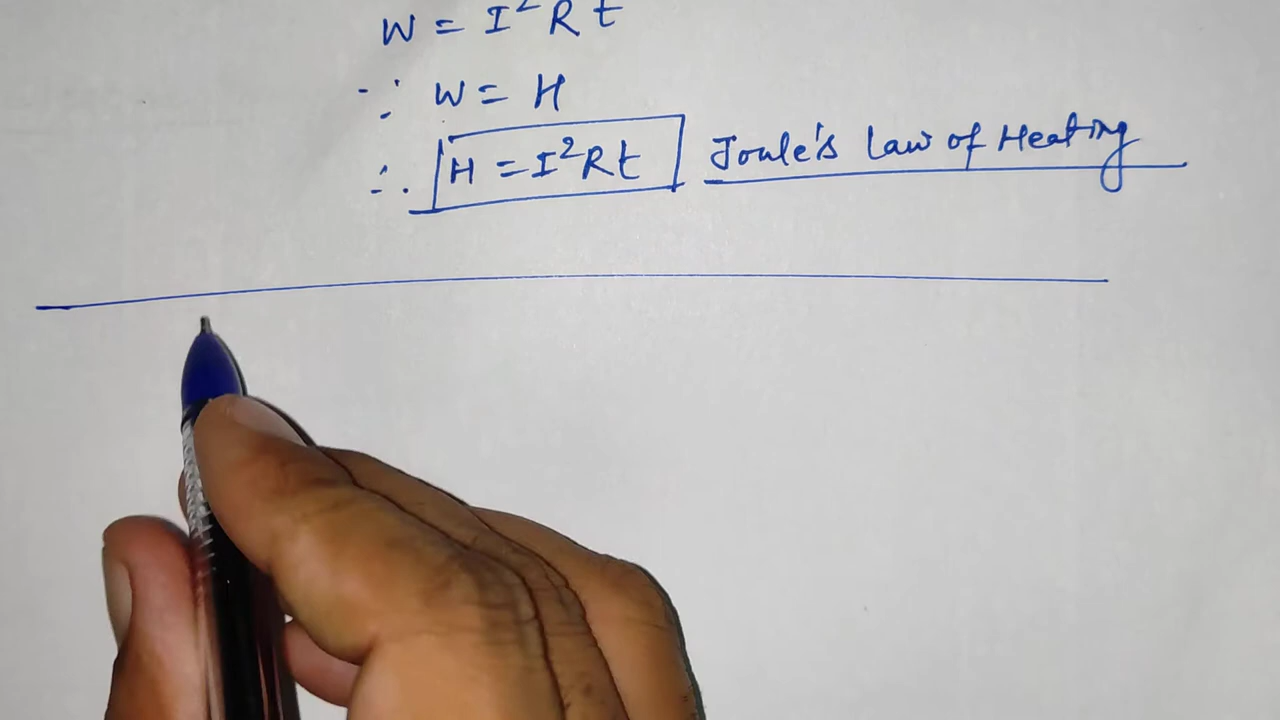 W = I²Rt
∵ W = H
∴ H = I²Rt Joule's Law of Heating